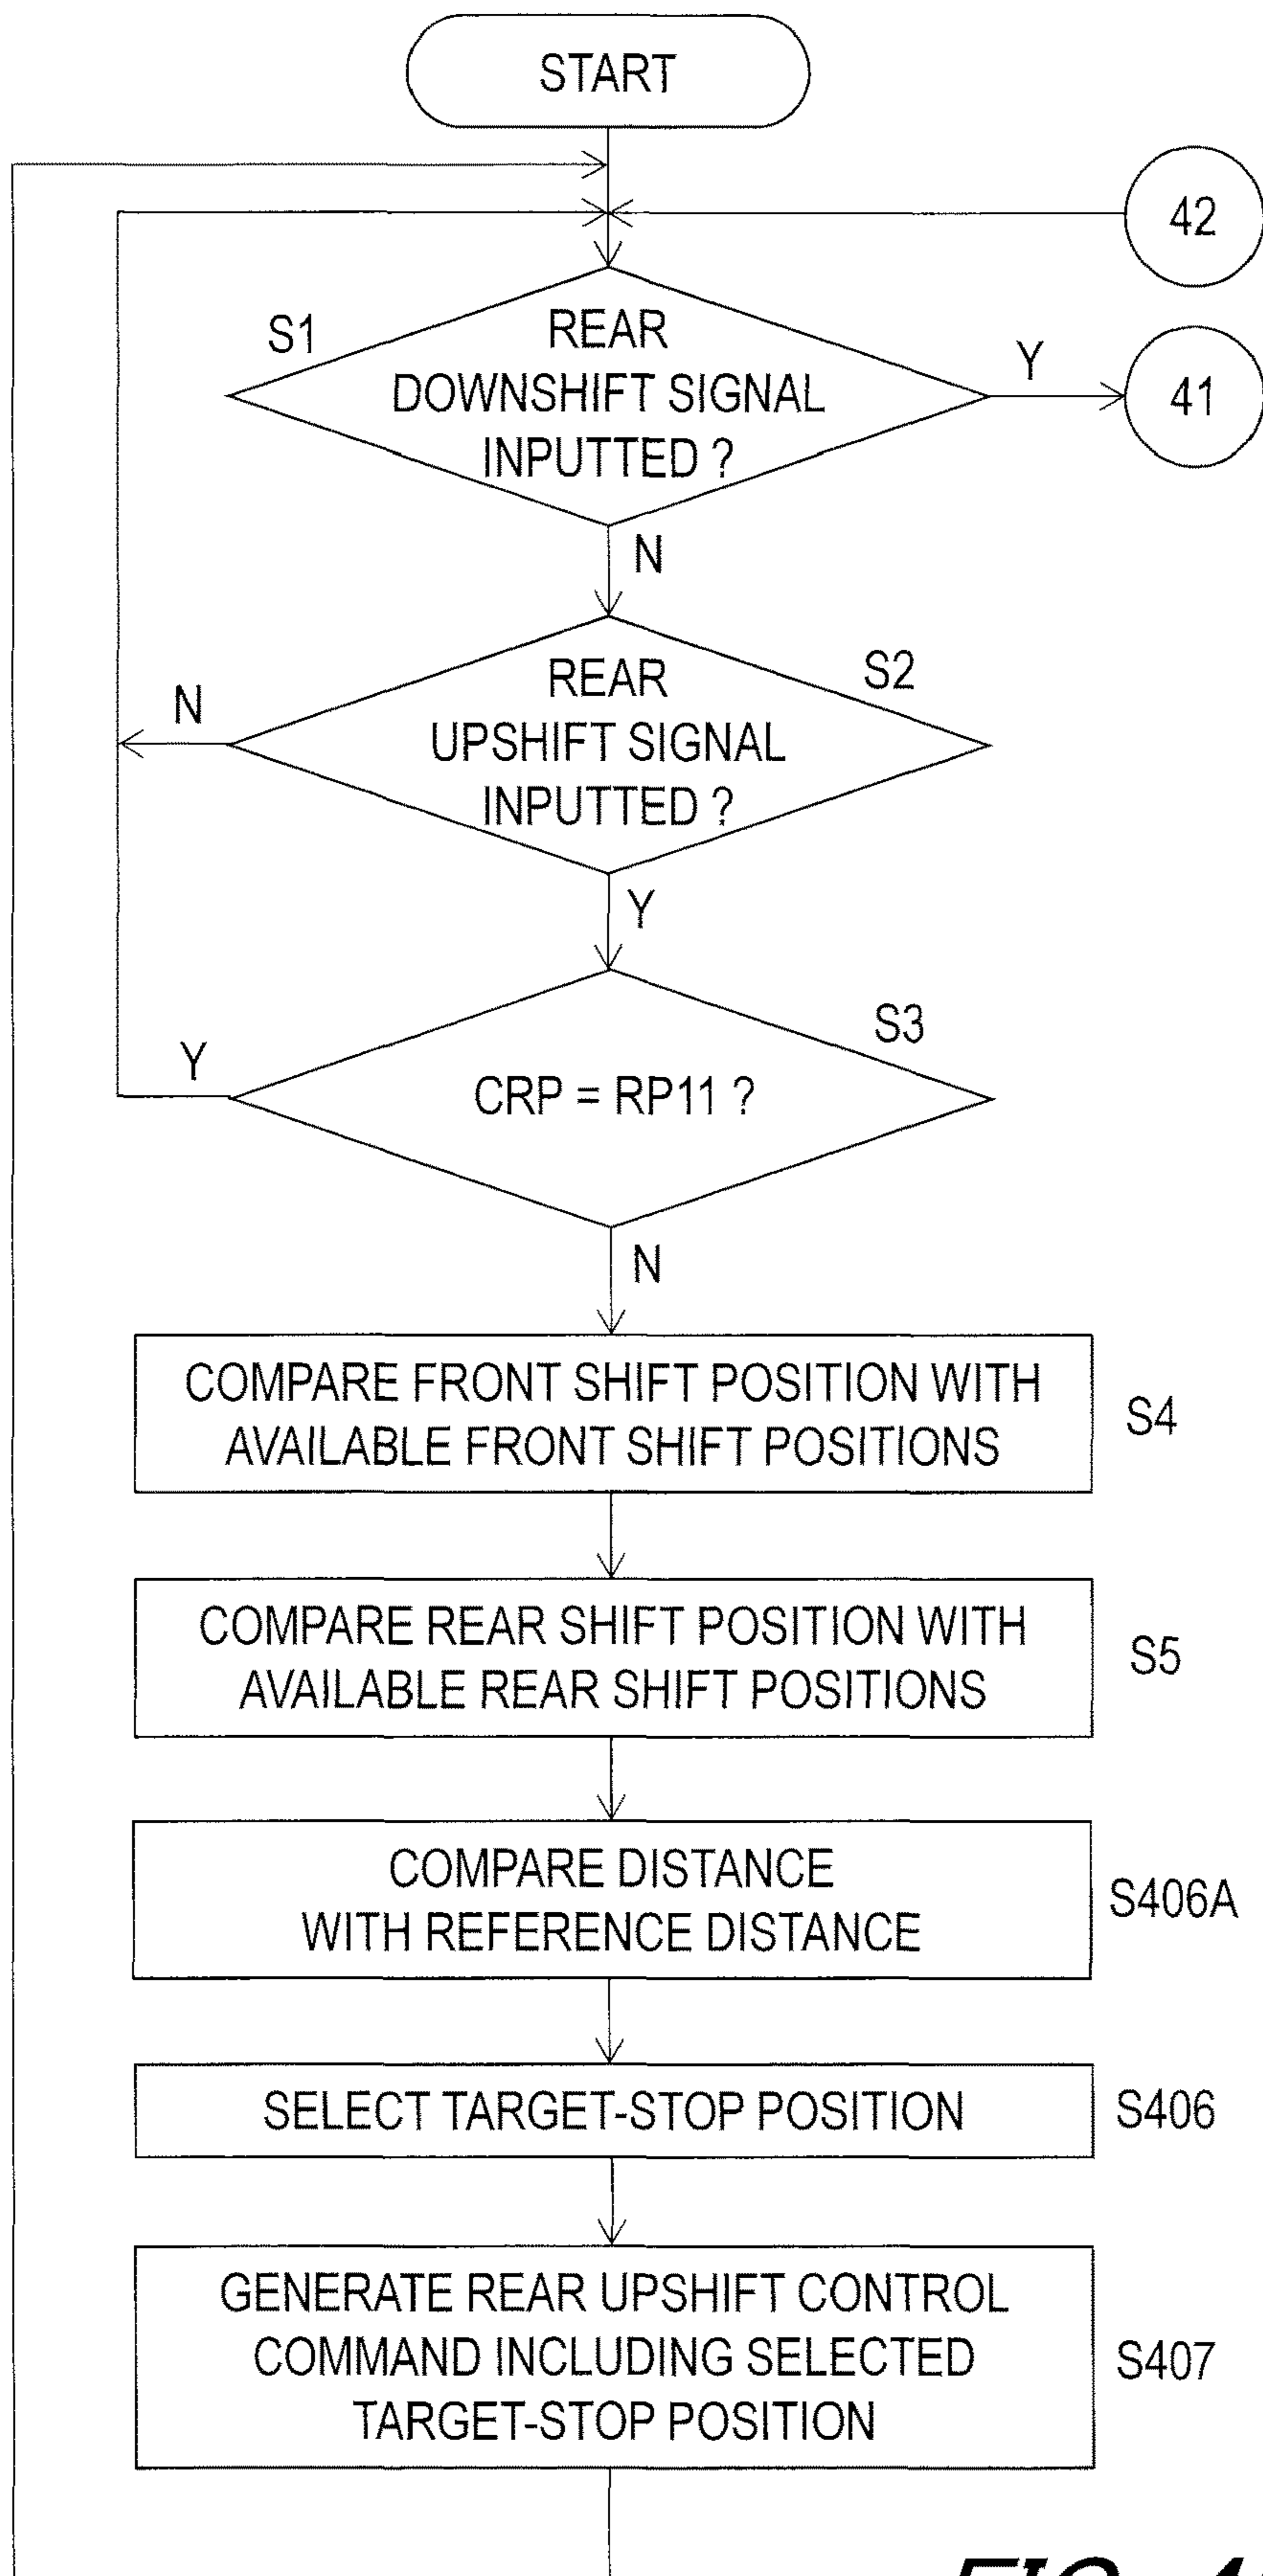 START
42
S1
REAR
DOWNSHIFT SIGNAL
INPUTTED ?
Y
41
N
S2
REAR
UPSHIFT SIGNAL
INPUTTED ?
N
Y
S3
Y
CRP = RP11 ?
N
COMPARE FRONT SHIFT POSITION WITH
AVAILABLE FRONT SHIFT POSITIONS
S4
COMPARE REAR SHIFT POSITION WITH
AVAILABLE REAR SHIFT POSITIONS
S5
COMPARE DISTANCE
WITH REFERENCE DISTANCE
S406A
SELECT TARGET-STOP POSITION
S406
GENERATE REAR UPSHIFT CONTROL
COMMAND INCLUDING SELECTED
TARGET-STOP POSITION
S407